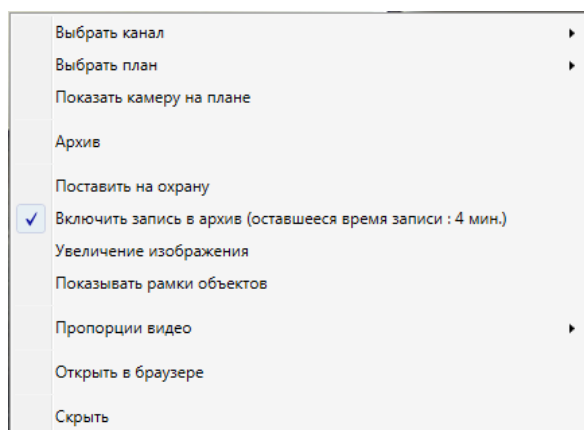 Выбрать канал
Выбрать план
Показать камеру на плане
Архив
Поставить на охрану
Включить запись в архив (оставшееся время записи : 4 мин.)
Увеличение изображения
Показывать рамки объектов
Пропорции видео
Открыть в браузере
Скрыть